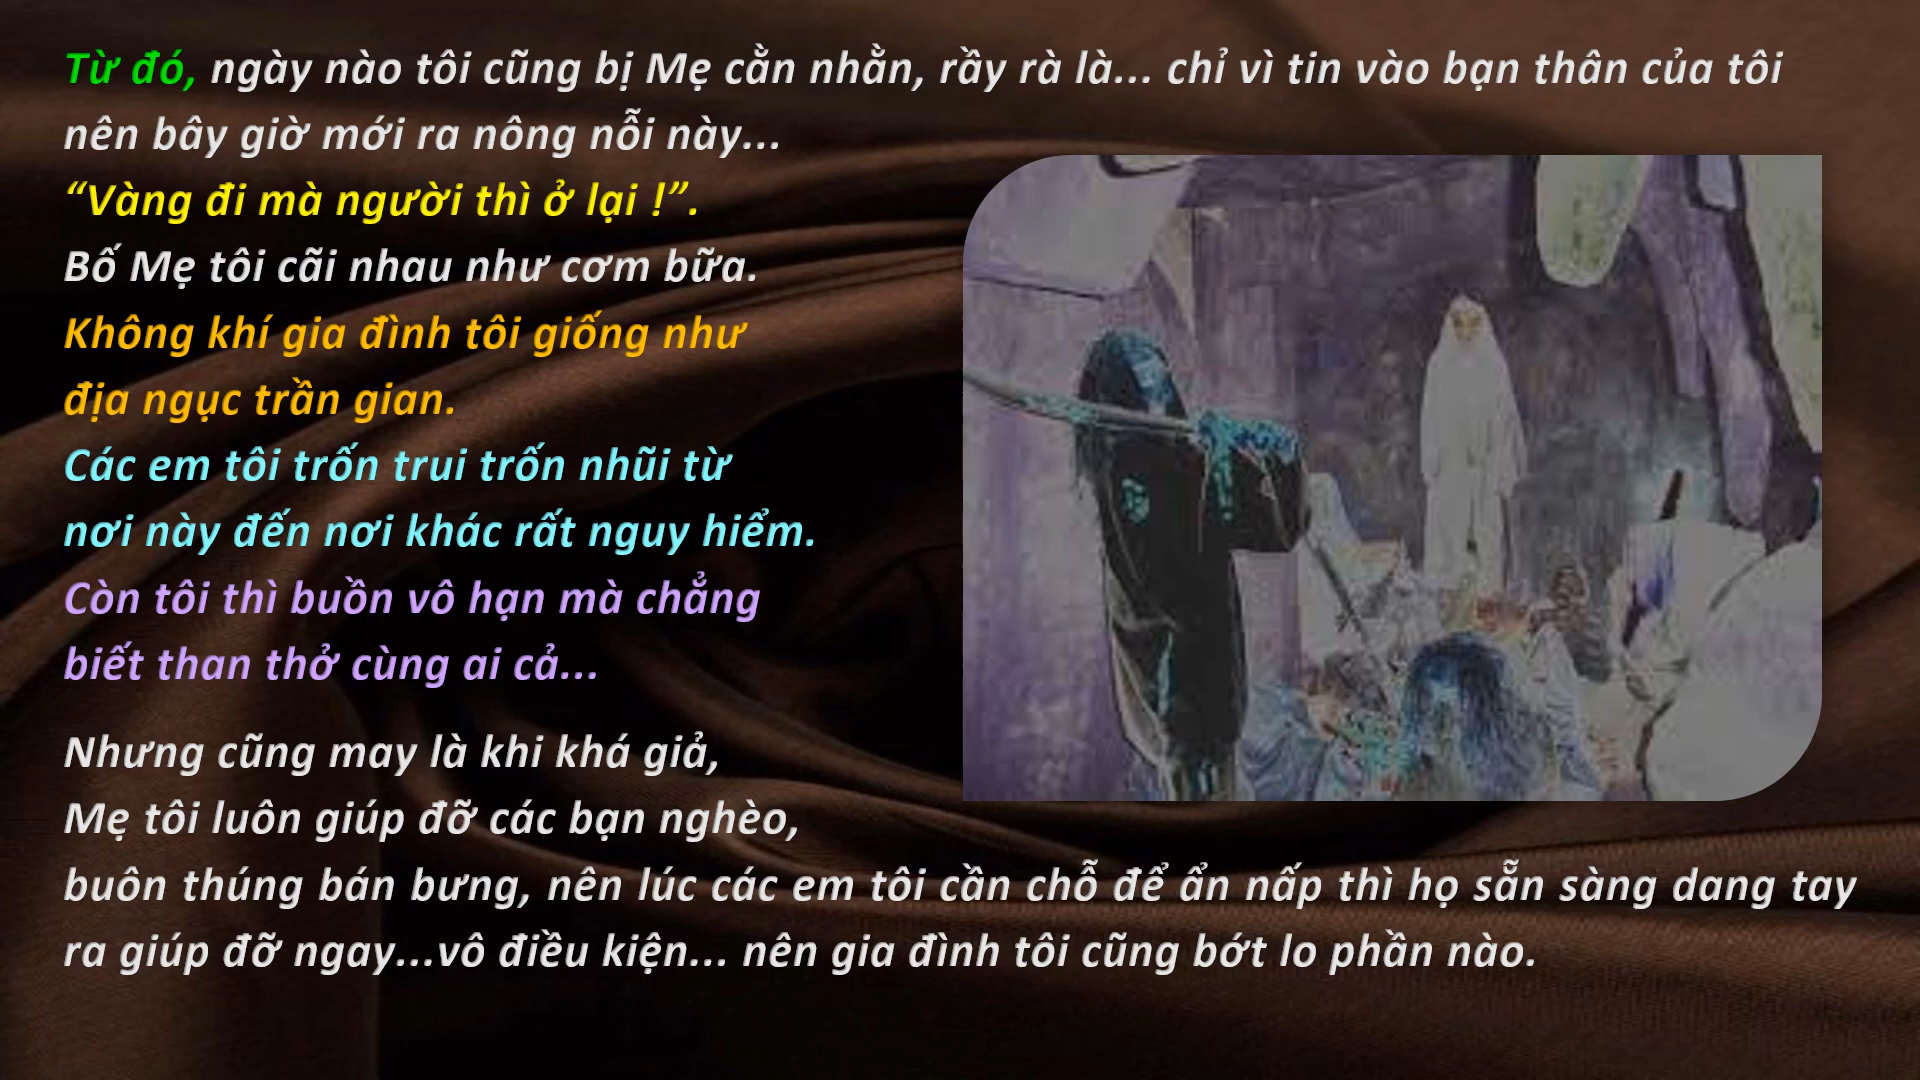 Từ đó, ngày nào tôi cũng bị Mẹ cằn nhằn, rầy rà là... chỉ vì tin vào bạn thân của tôi
nên bây giờ mới ra nông nỗi này...
“Vàng đi mà người thì ở lại !”.
Bố Mẹ tôi cãi nhau như cơm bữa.
Không khí gia đình tôi giống như
địa ngục trần gian.
Các em tôi trốn trui trốn nhũi từ
nơi này đến nơi khác rất nguy hiểm.
Còn tôi thì buồn vô hạn mà chẳng
biết than thở cùng ai cả...
Nhưng cũng may là khi khá giả,
Mẹ tôi luôn giúp đỡ các bạn nghèo,
buôn thúng bán bưng, nên lúc các em tôi cần chỗ để ẩn nấp thì họ sẵn sàng dang tay
ra giúp đỡ ngay...vô điều kiện... nên gia đình tôi cũng bớt lo phần nào.